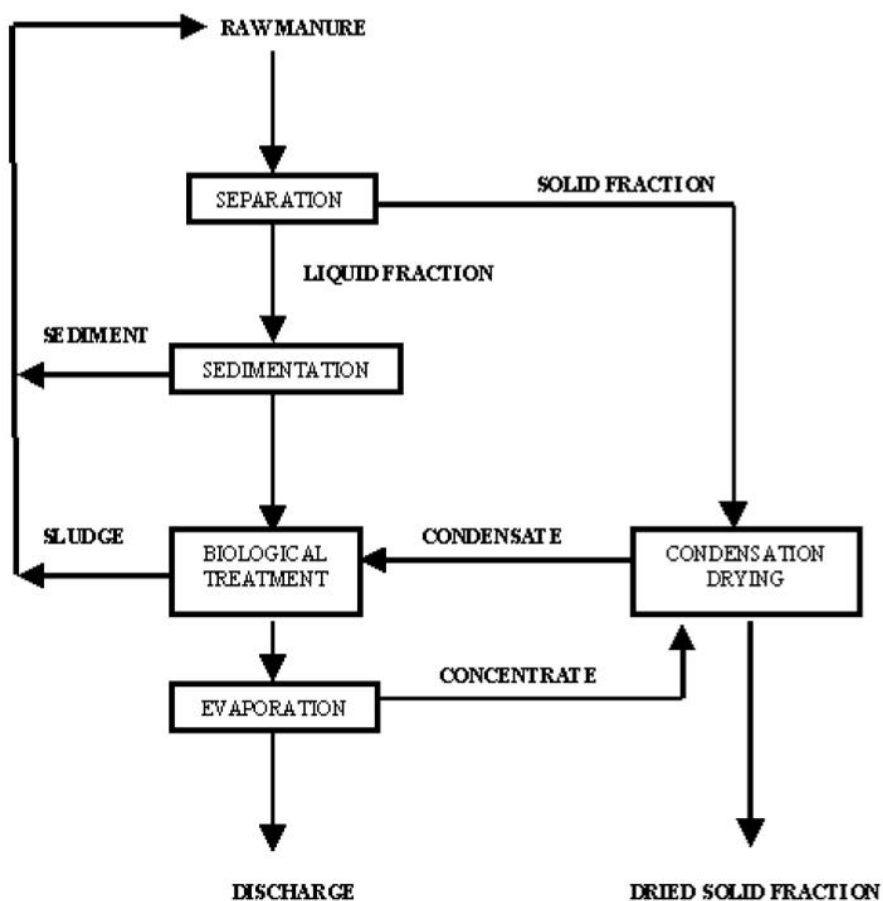 RAW MANURE
SEPARATION
SOLID FRACTION
LIQUID FRACTION
SEDIMENT
SEDIMENTATION
SLUDGE
BIOLOGICAL
TREATMENT
CONDENSATE
CONDENSATION
DRYING
EVAPORATION
CONCENTRATE
DISCHARGE
DRIED SOLID FRACTION